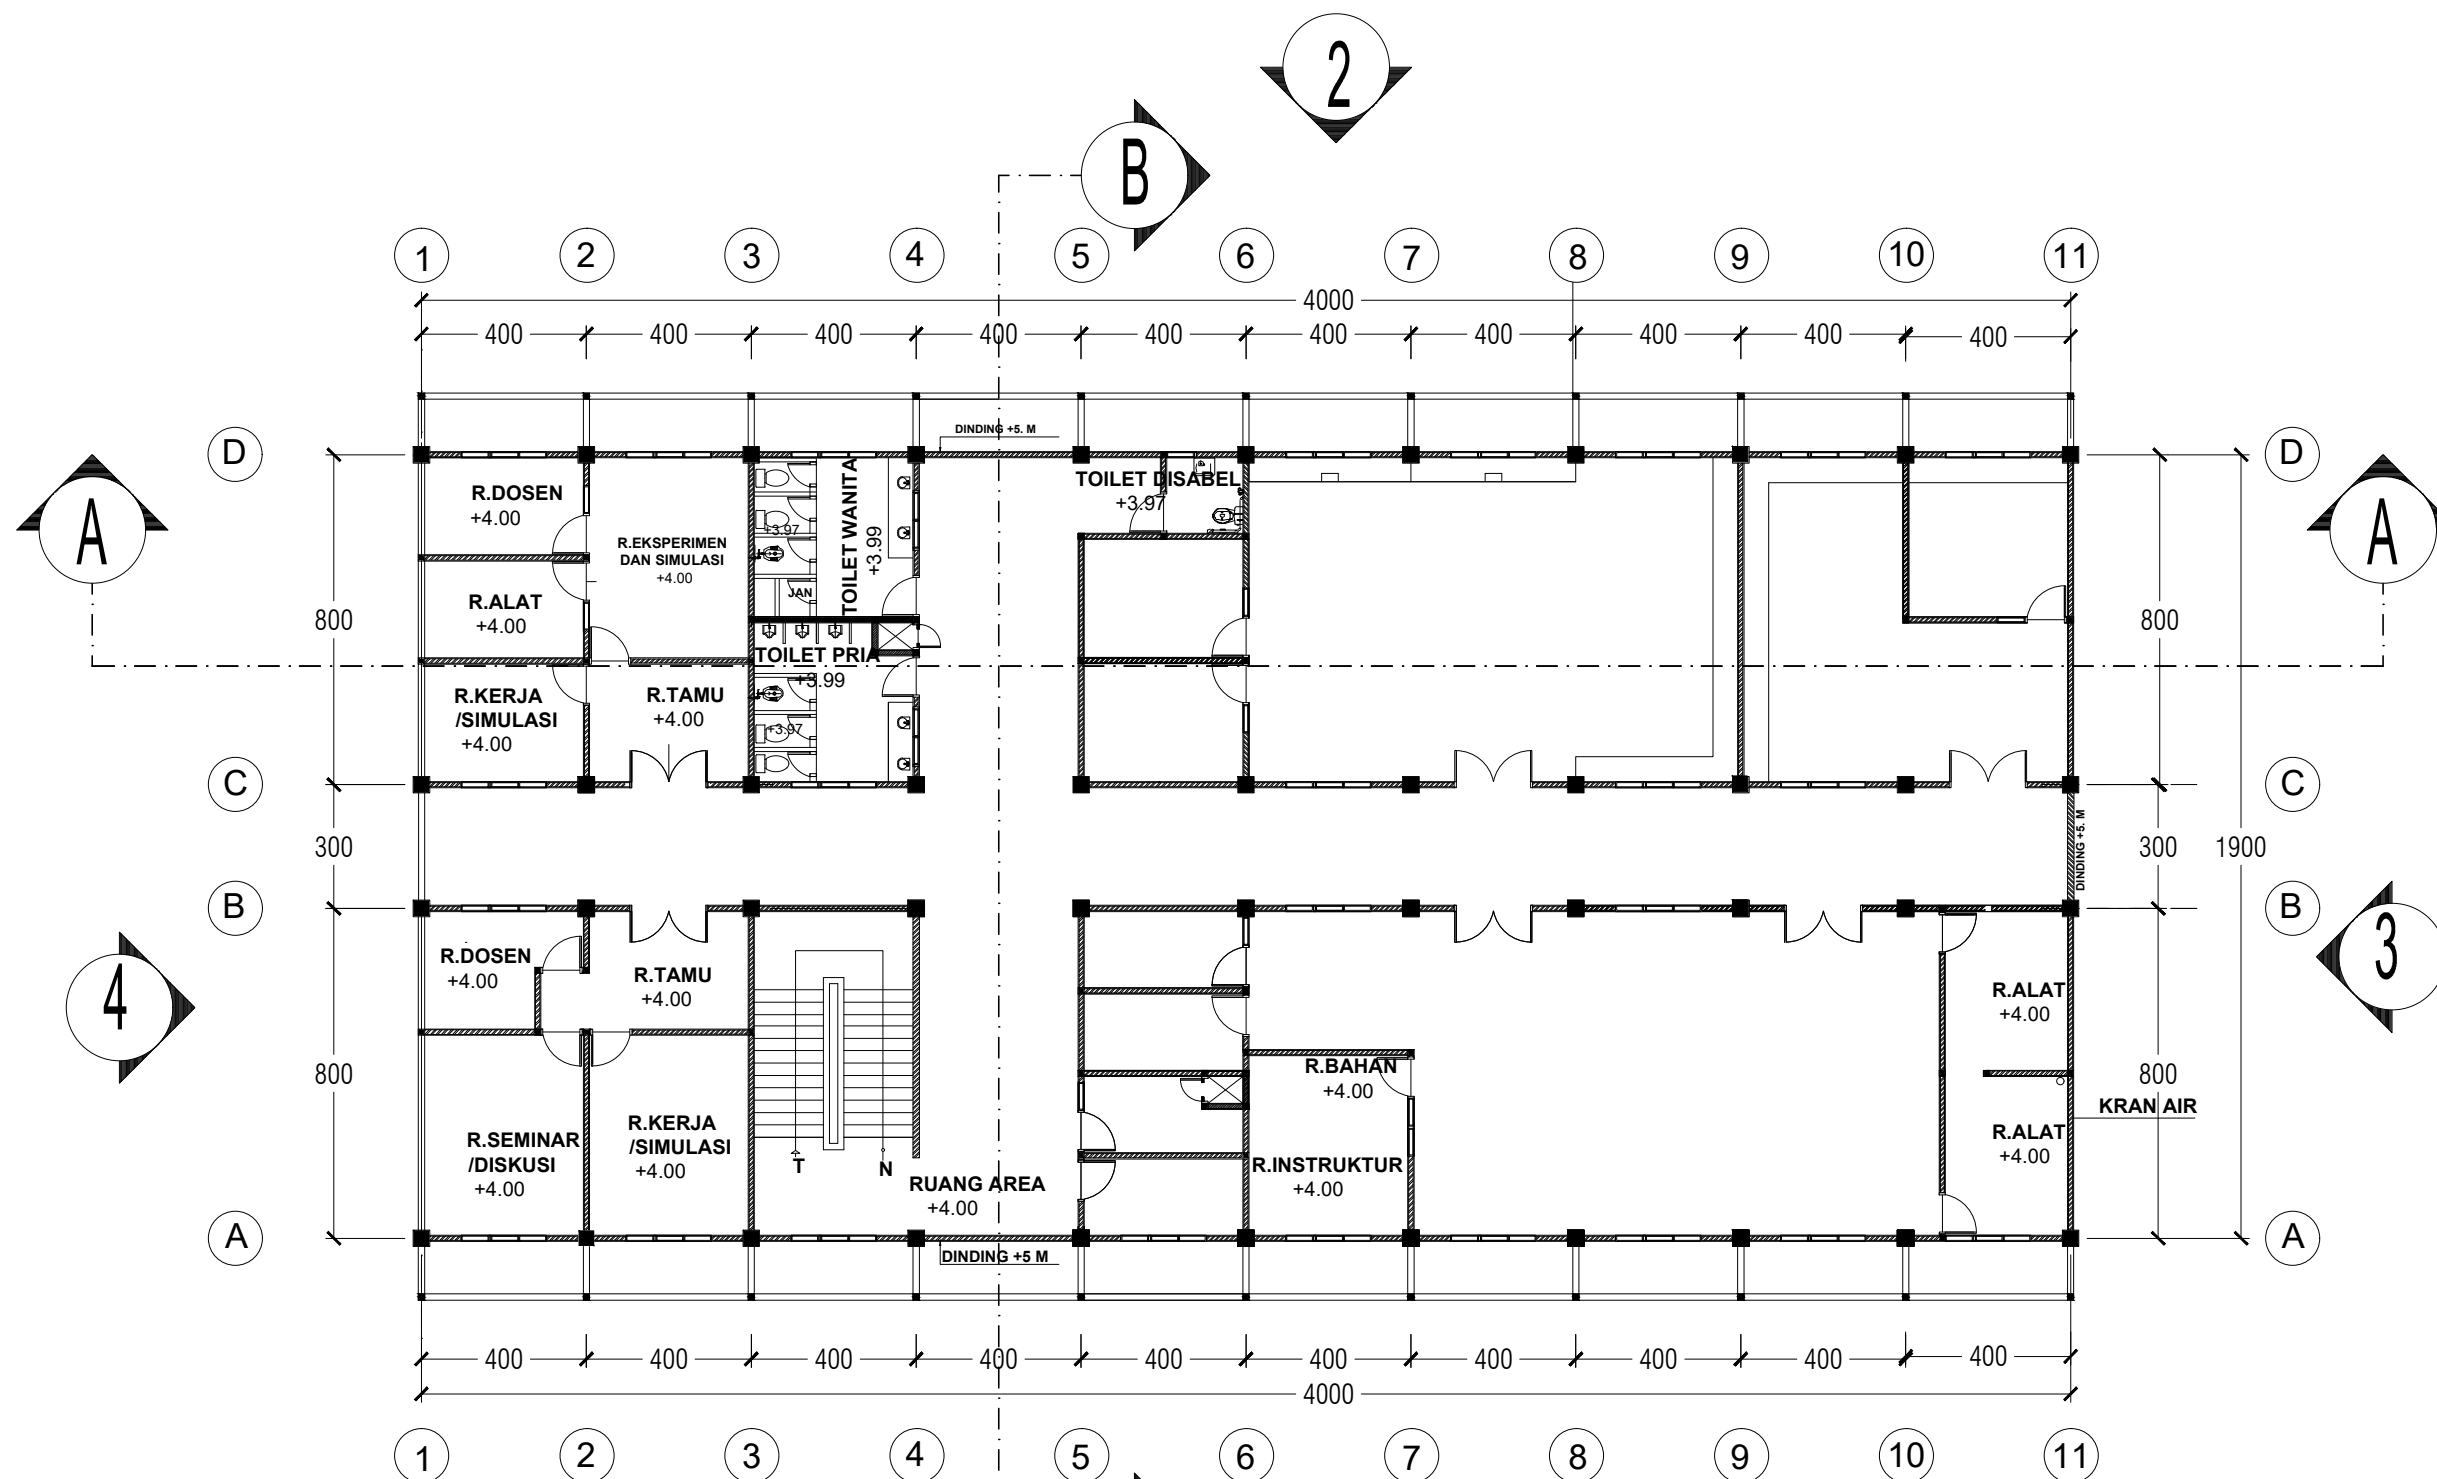 2
B
1 2 3 4 5 6 7 8 9 10 11
4000
400 400 400 400 400 400 400 400 400 400
DINDING +5. M
D D
A A
R.DOSEN
+4.00
R.EKSPERIMEN
DAN SIMULASI
+4.00
+3.97
TOILET WANITA
+3.99
TOILET DISABEL
+3.97
R.ALAT
+4.00
JAN
800 800
TOILET PRIA
+3.99
R.KERJA
/SIMULASI
+4.00
R.TAMU
+4.00
+3.97
C C
300 300 1900
DINDING +5. M
B B
4
3
R.DOSEN
+4.00
R.TAMU
+4.00
R.ALAT
+4.00
800 800
R.BAHAN
+4.00
KRAN AIR
R.SEMINAR
/DISKUSI
+4.00
R.KERJA
/SIMULASI
+4.00
T N
R.INSTRUKTUR
+4.00
R.ALAT
+4.00
RUANG AREA
+4.00
A A
DINDING +5 M
400 400 400 400 400 400 400 400 400 400
4000
1 2 3 4 5 6 7 8 9 10 11